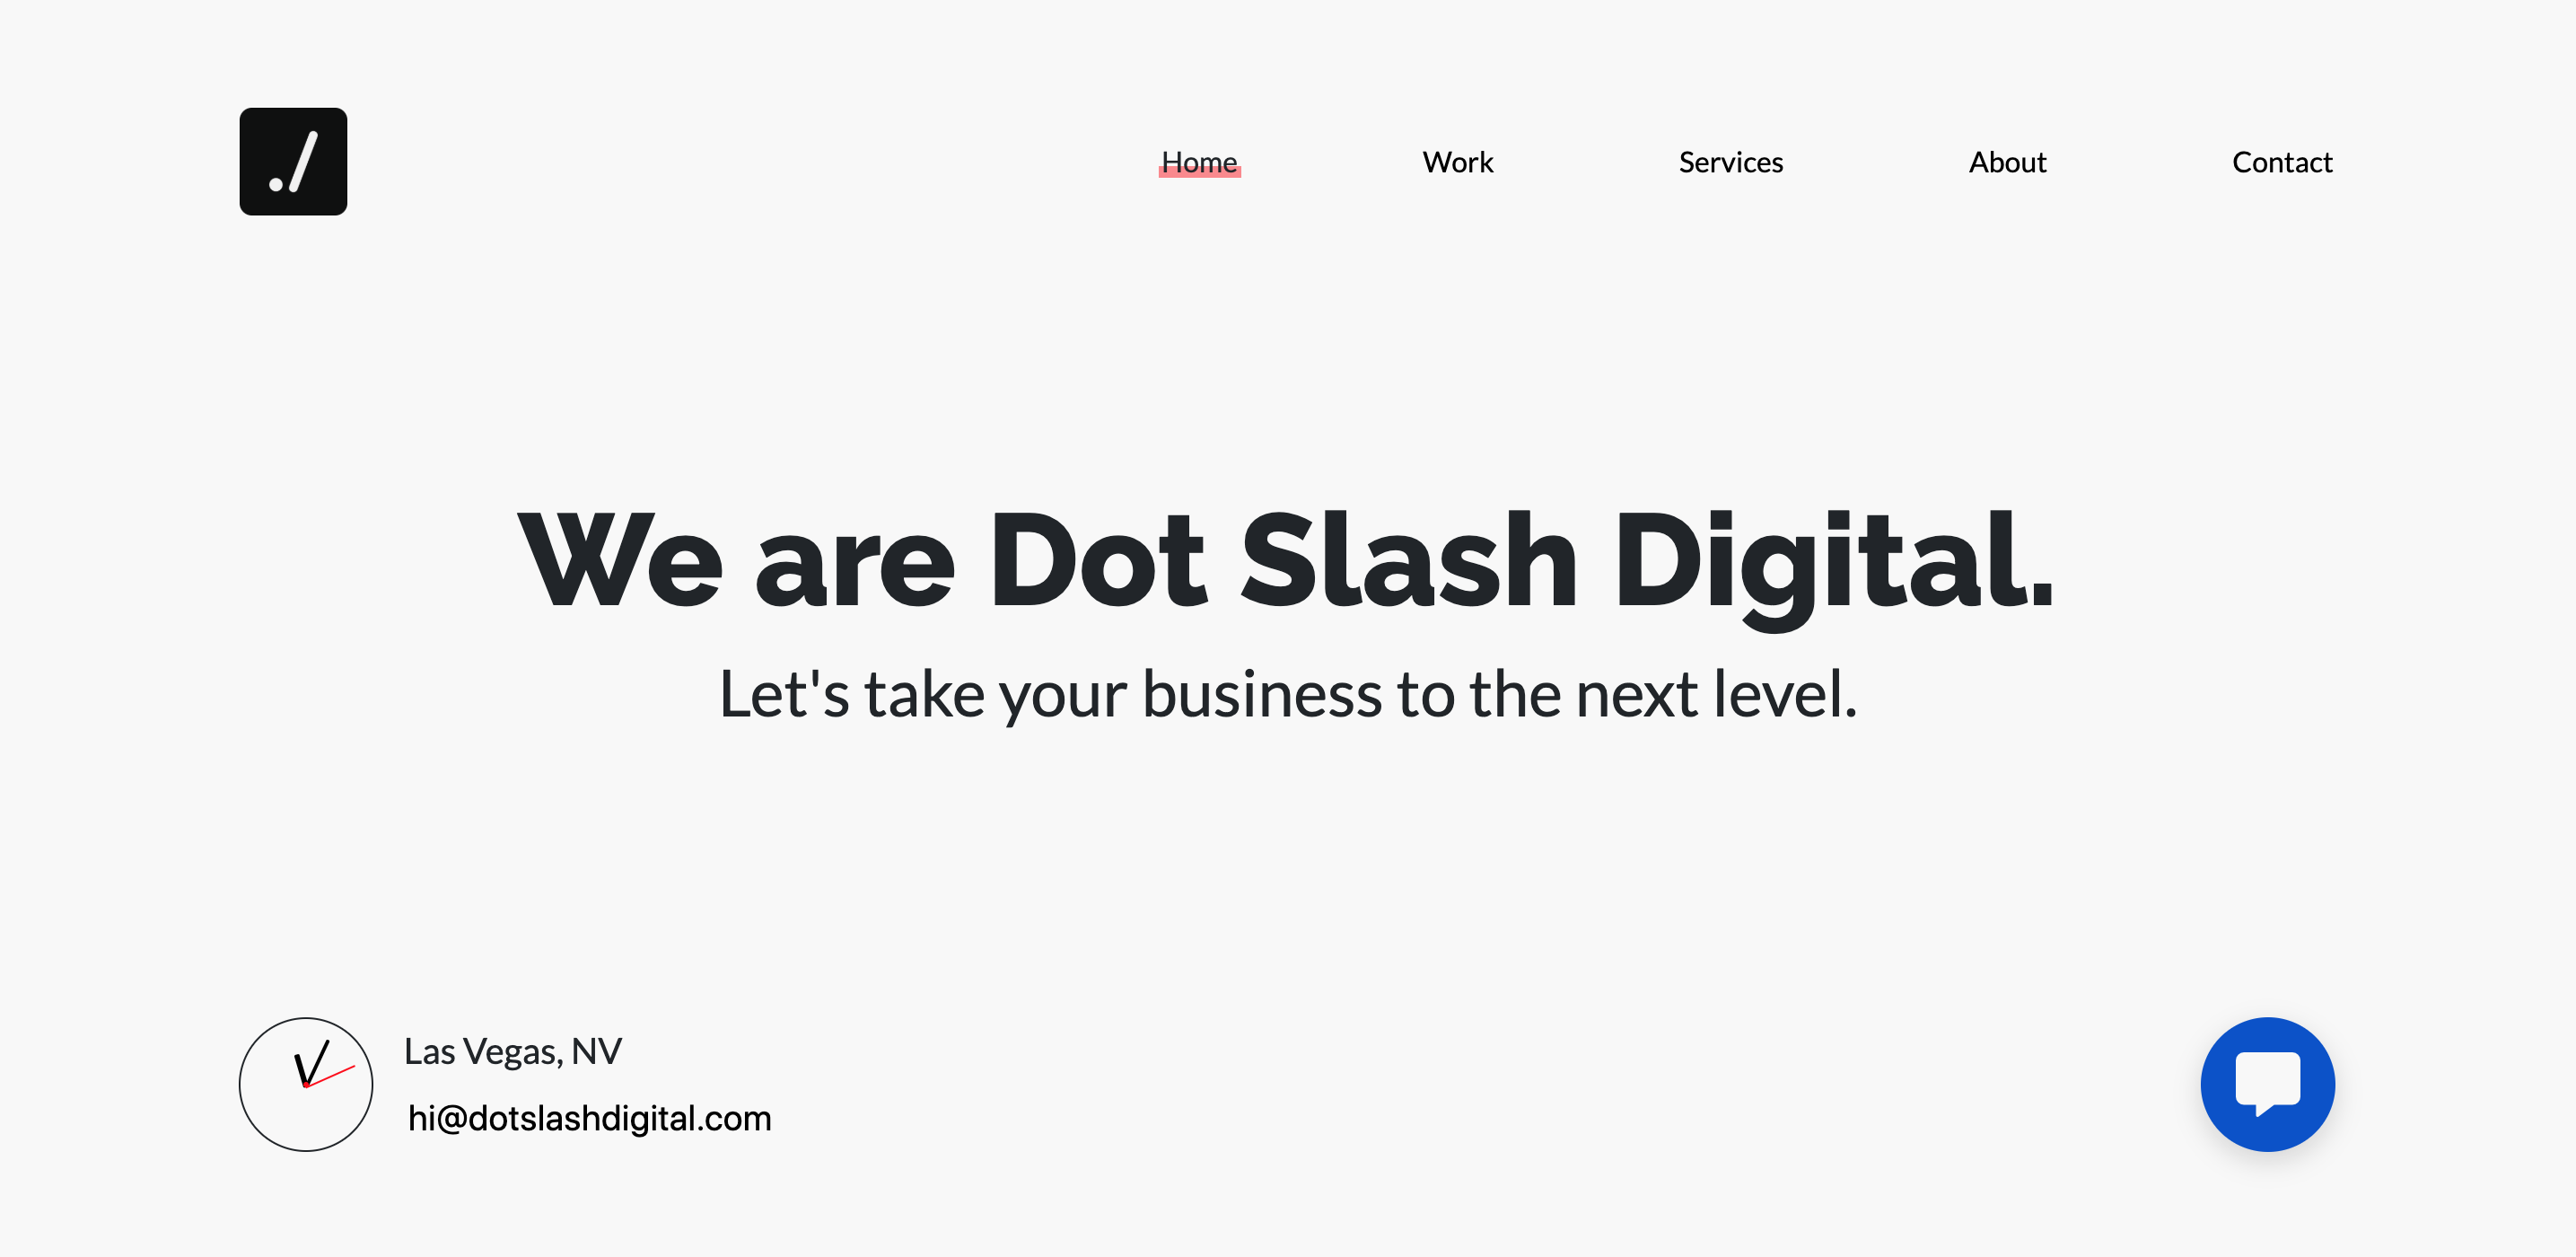 ./
Home Work Services About Contact
We are Dot Slash Digital.
Let's take your business to the next level.
Las Vegas, NV
hi@dotslashdigital.com